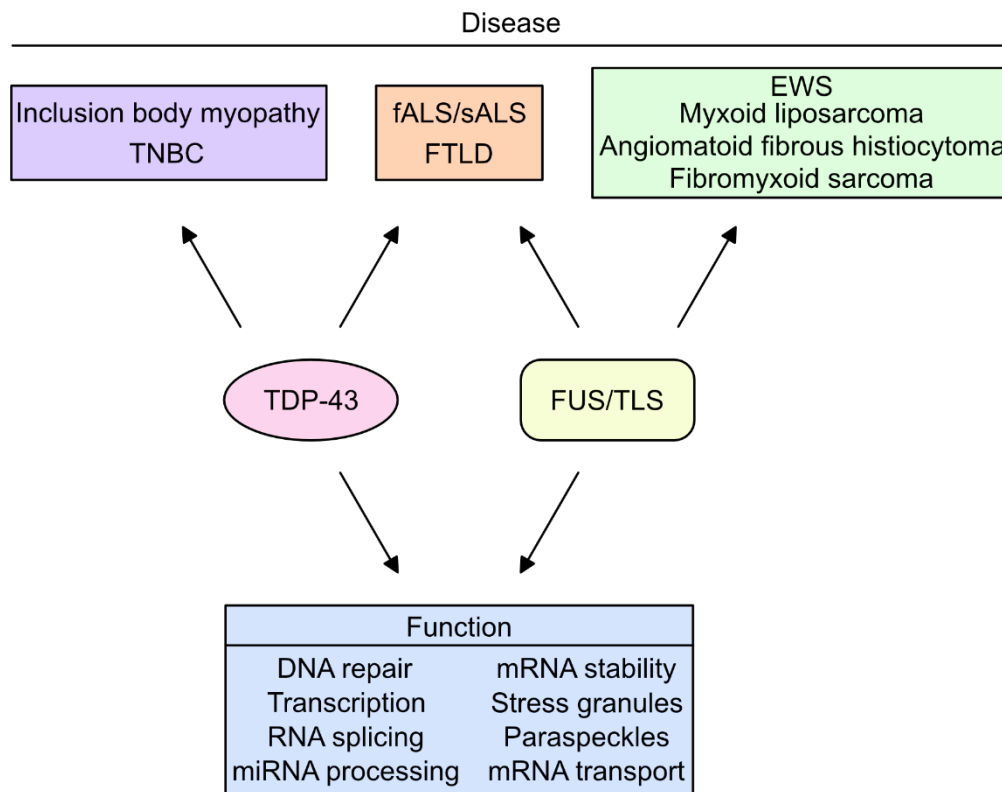 Disease
Inclusion body myopathy
TNBC
fALS/sALS
FTLD
EWS
Myxoid liposarcoma
Angiomatoid fibrous histiocytoma
Fibromyxoid sarcoma
TDP-43
FUS/TLS
Function
DNA repair
Transcription
RNA splicing
miRNA processing
mRNA stability
Stress granules
Paraspeckles
mRNA transport